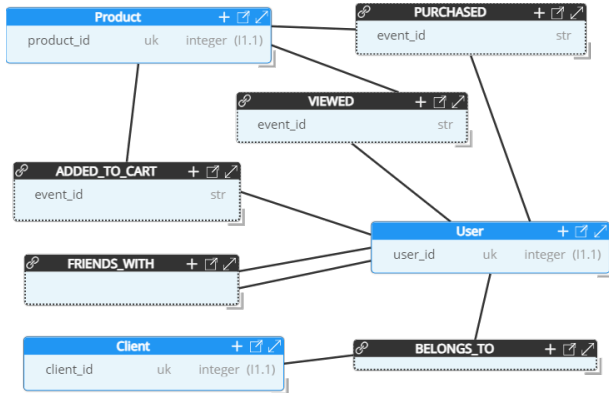 Product
product_id uk integer (I1.1)
PURCHASED
event_id str
VIEWED
event_id str
ADDED_TO_CART
event_id str
User
user_id uk integer (I1.1)
FRIENDS_WITH
Client
client_id uk integer (I1.1)
BELONGS_TO